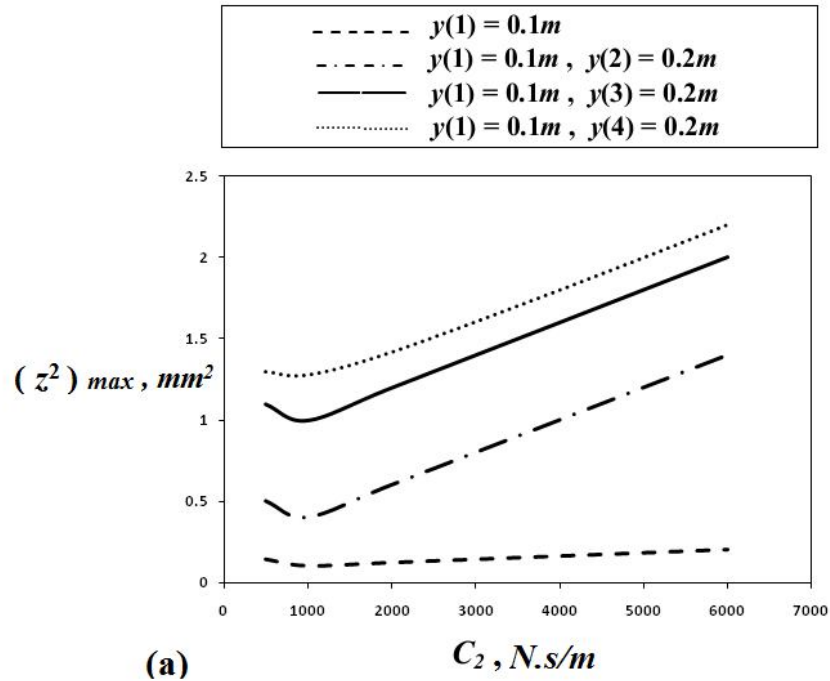 y(1) = 0.1m
y(1) = 0.1m , y(2) = 0.2m
y(1) = 0.1m , y(3) = 0.2m
y(1) = 0.1m , y(4) = 0.2m
2.5
2
1.5
( z² ) max , mm²
1
0.5
0
0 1000 2000 3000 4000 5000 6000 7000
(a) C₂ , N.s/m